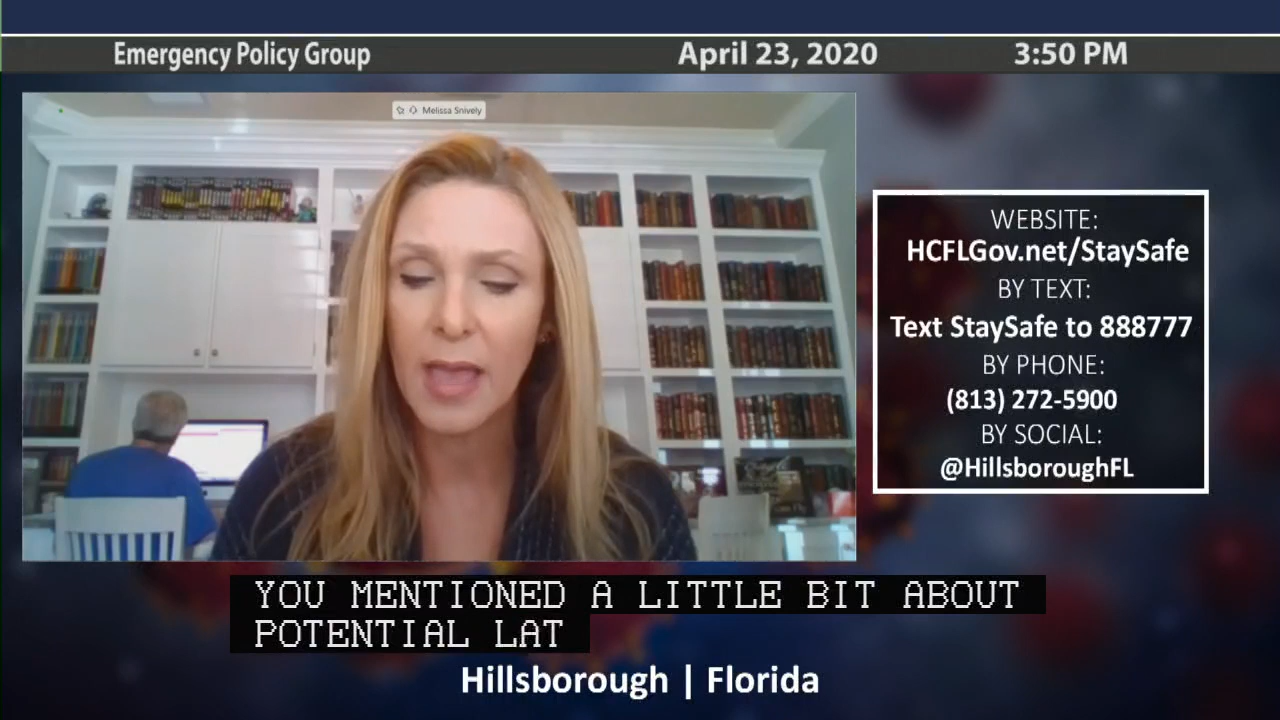 Emergency Policy Group
April 23, 2020
3:50 PM
Melissa Snively
WEBSITE:
HCFLGov.net/StaySafe
BY TEXT:
Text StaySafe to 888777
BY PHONE:
(813) 272-5900
BY SOCIAL:
@HillsboroughFL
YOU MENTIONED A LITTLE BIT ABOUT
POTENTIAL LAT
Hillsborough | Florida